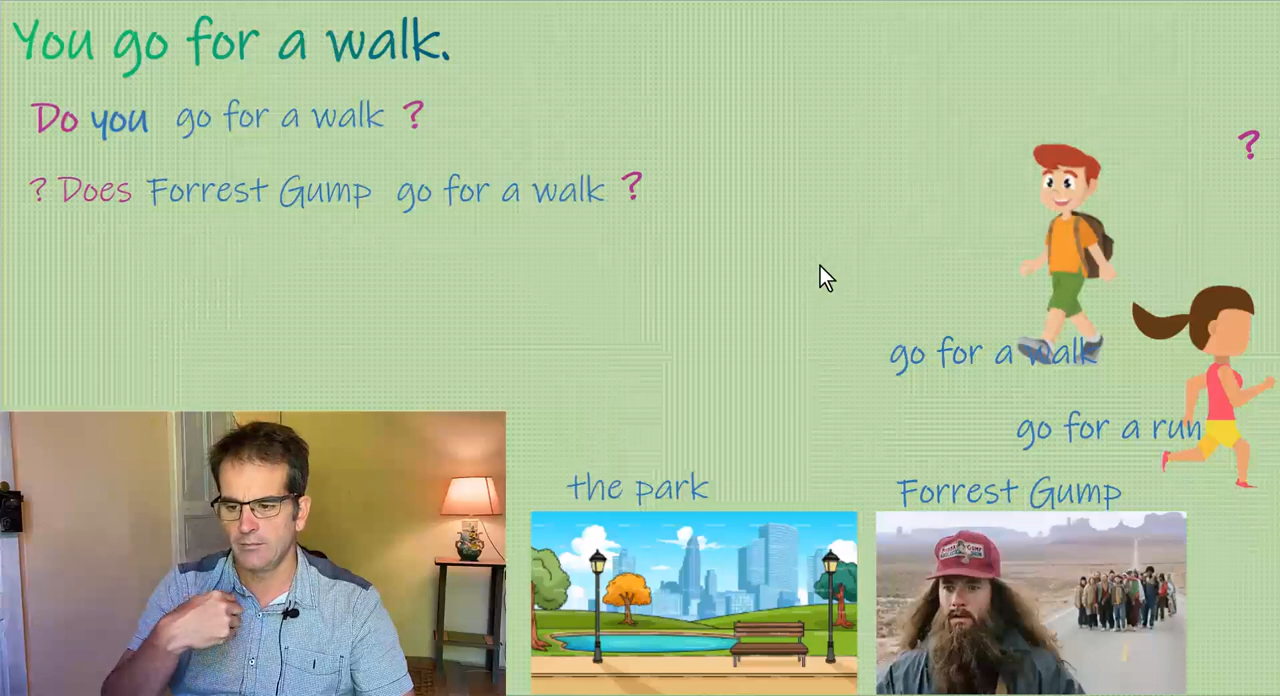 You go for a walk.
Do you go for a walk ?
? Does Forrest Gump go for a walk ?
?
go for a walk
go for a run
the park
Forrest Gump